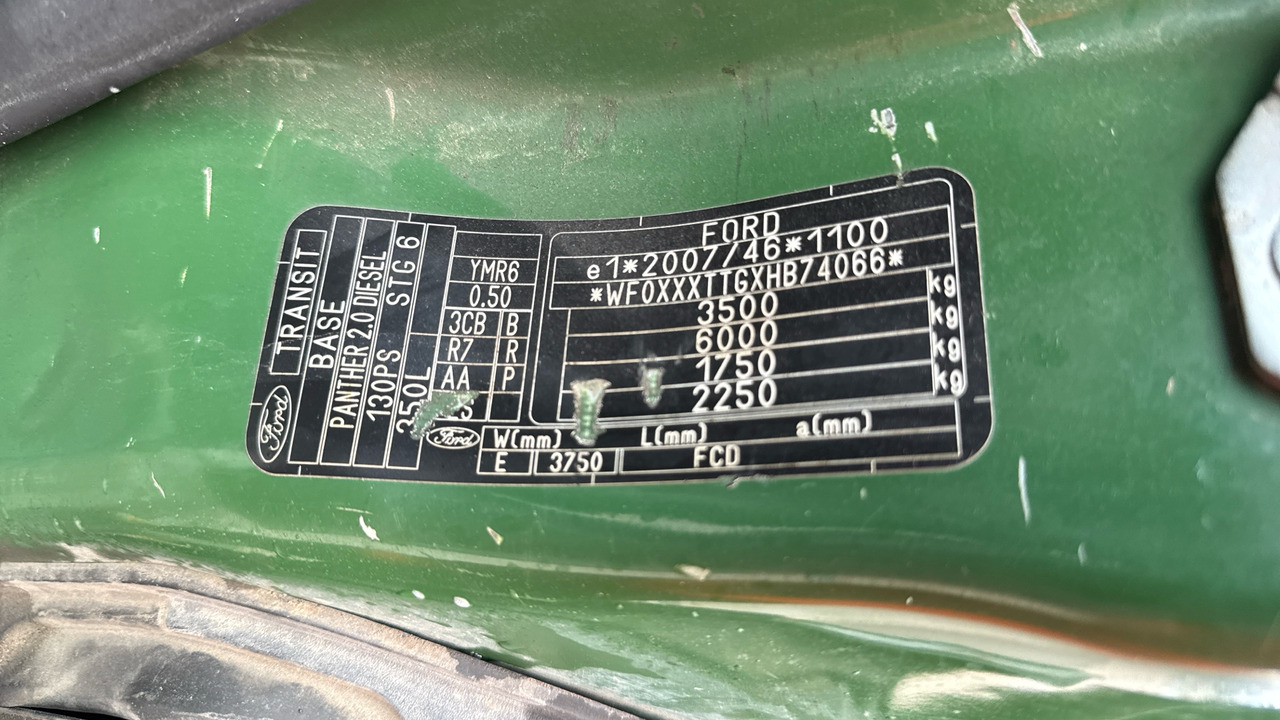 TRANSIT
BASE
PANTHER 2.0 DIESEL
130PS STG 6
350L
Ford
YMR6
0.50
3CB B
R7 R
AA P
Ford
FORD
e1*2007/46*1100
*WF0XXXTTGXHB74066*
3500 kg
6000 kg
1750 kg
2250 kg
W(mm) L(mm) a(mm)
E 3750 FCD